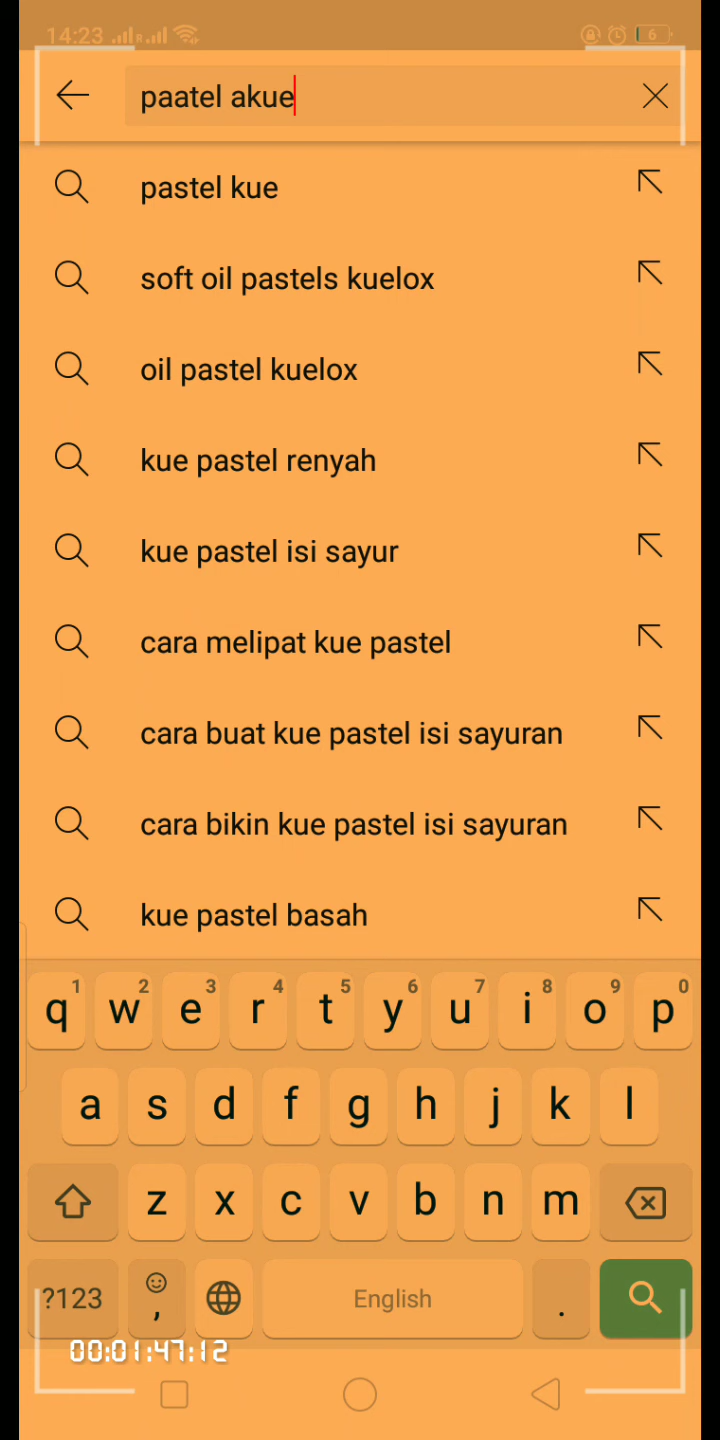 14:23 6
paatel akue
pastel kue
soft oil pastels kuelox
oil pastel kuelox
kue pastel renyah
kue pastel isi sayur
cara melipat kue pastel
cara buat kue pastel isi sayuran
cara bikin kue pastel isi sayuran
kue pastel basah
1 2 3 4 5 6 7 8 9 0
q w e r t y u i o p
a s d f g h j k l
z x c v b n m
?123 , English .
00:01:47:12